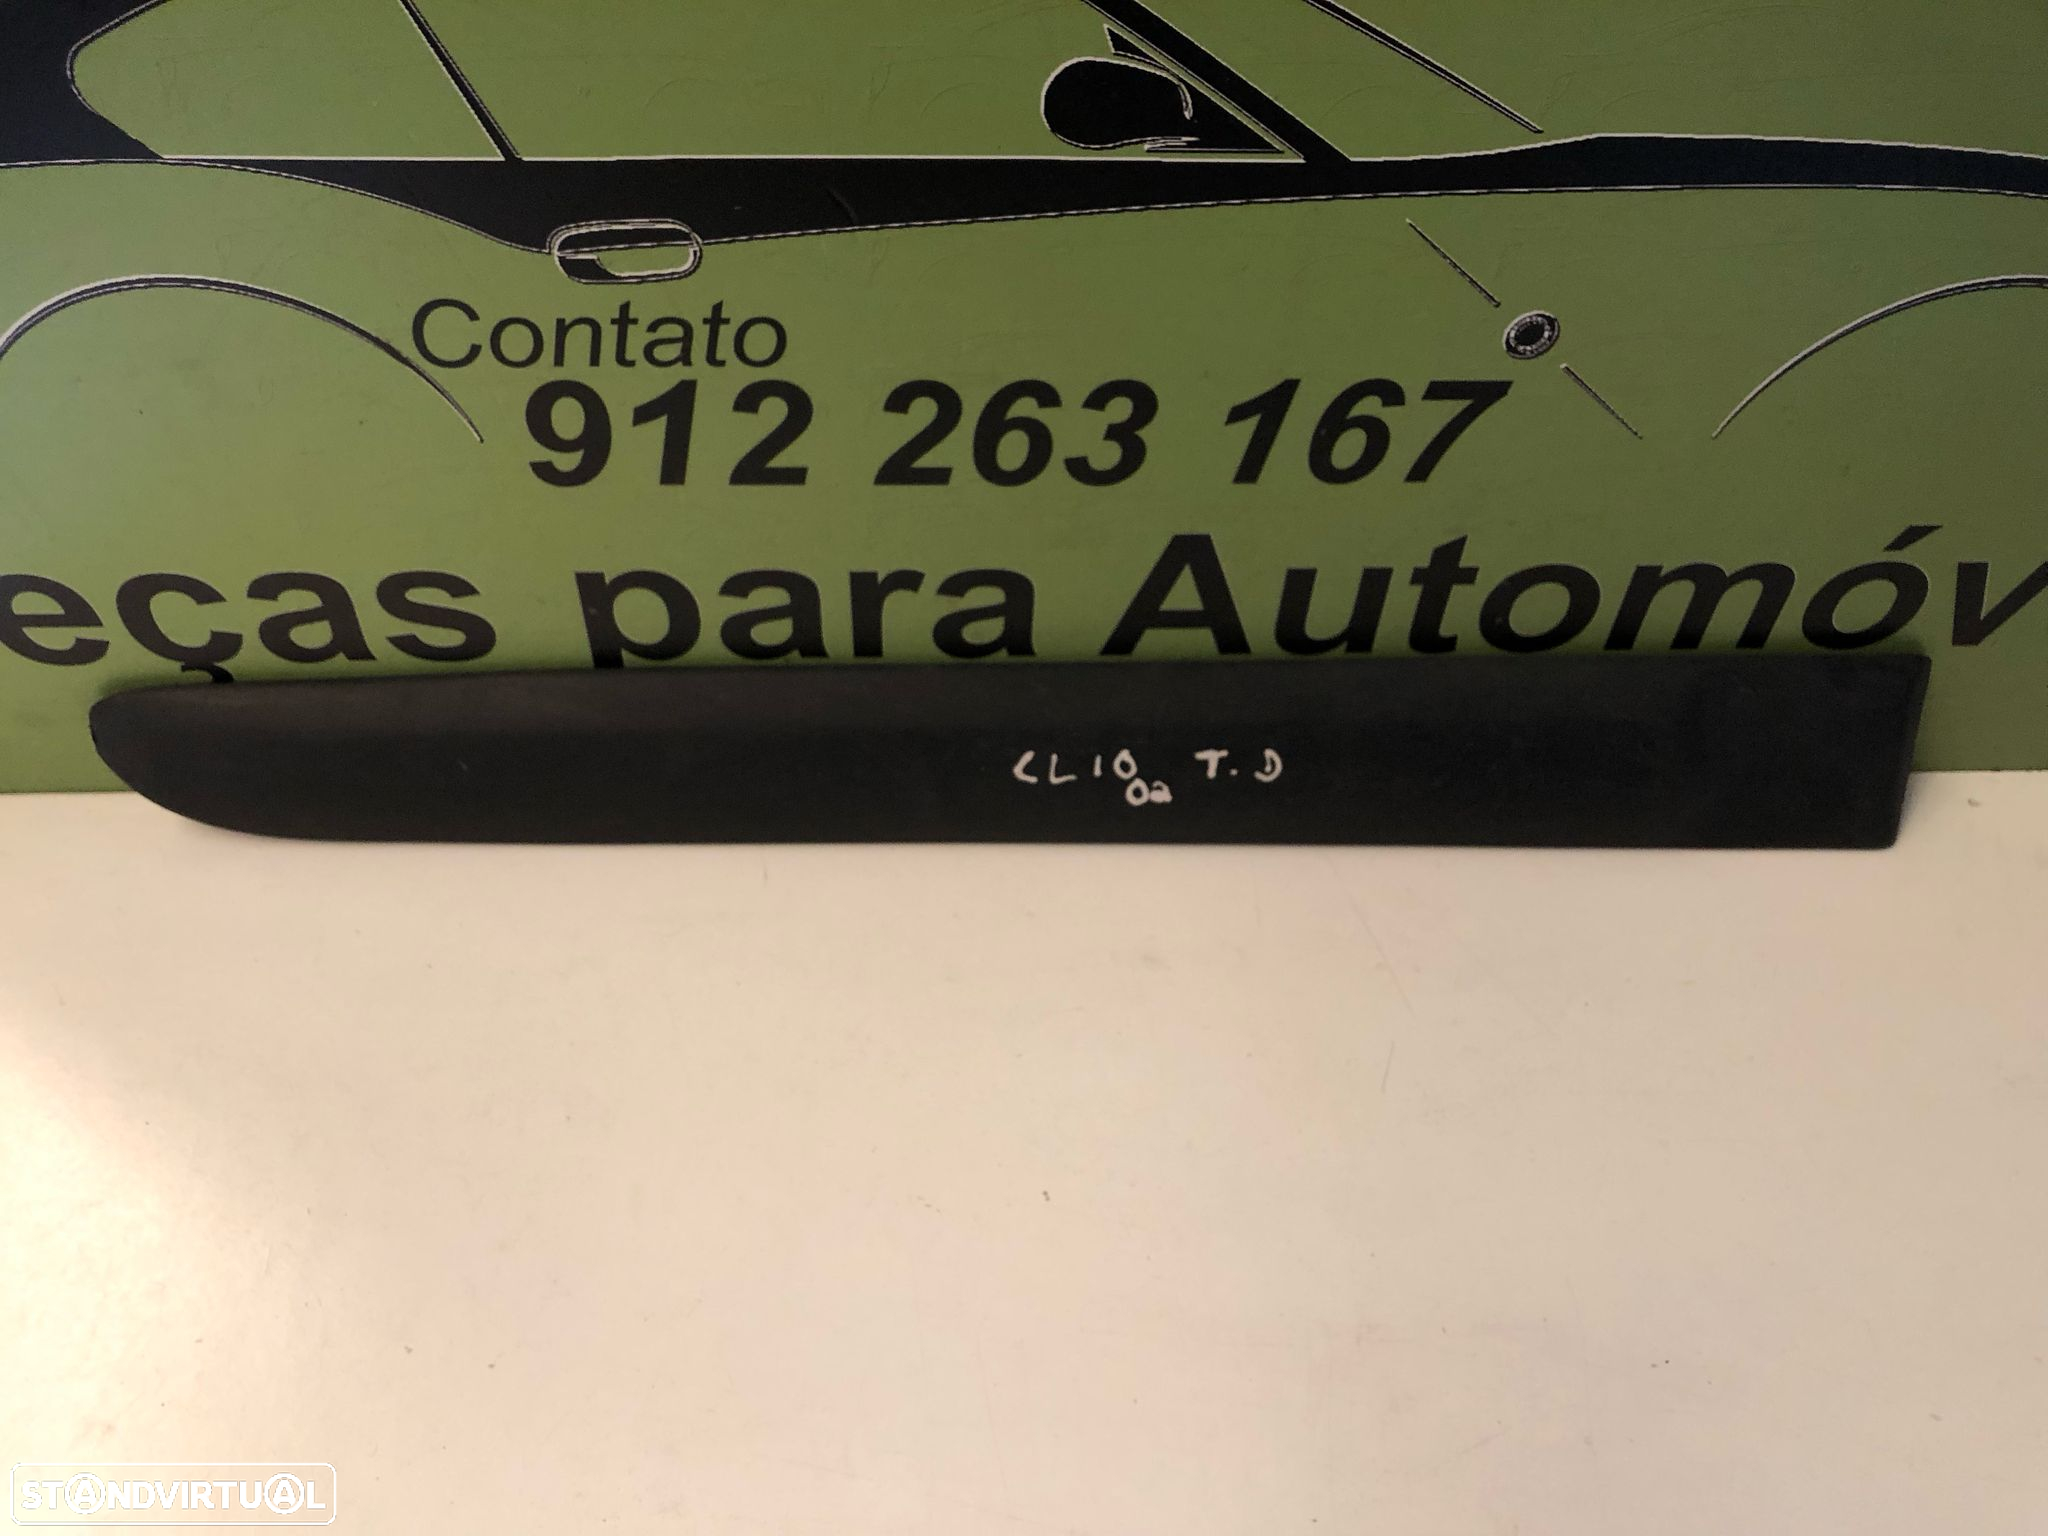 Contato
912 263 167
eças para Automóv
CLIO T.D
02
STANDVIRTUAL